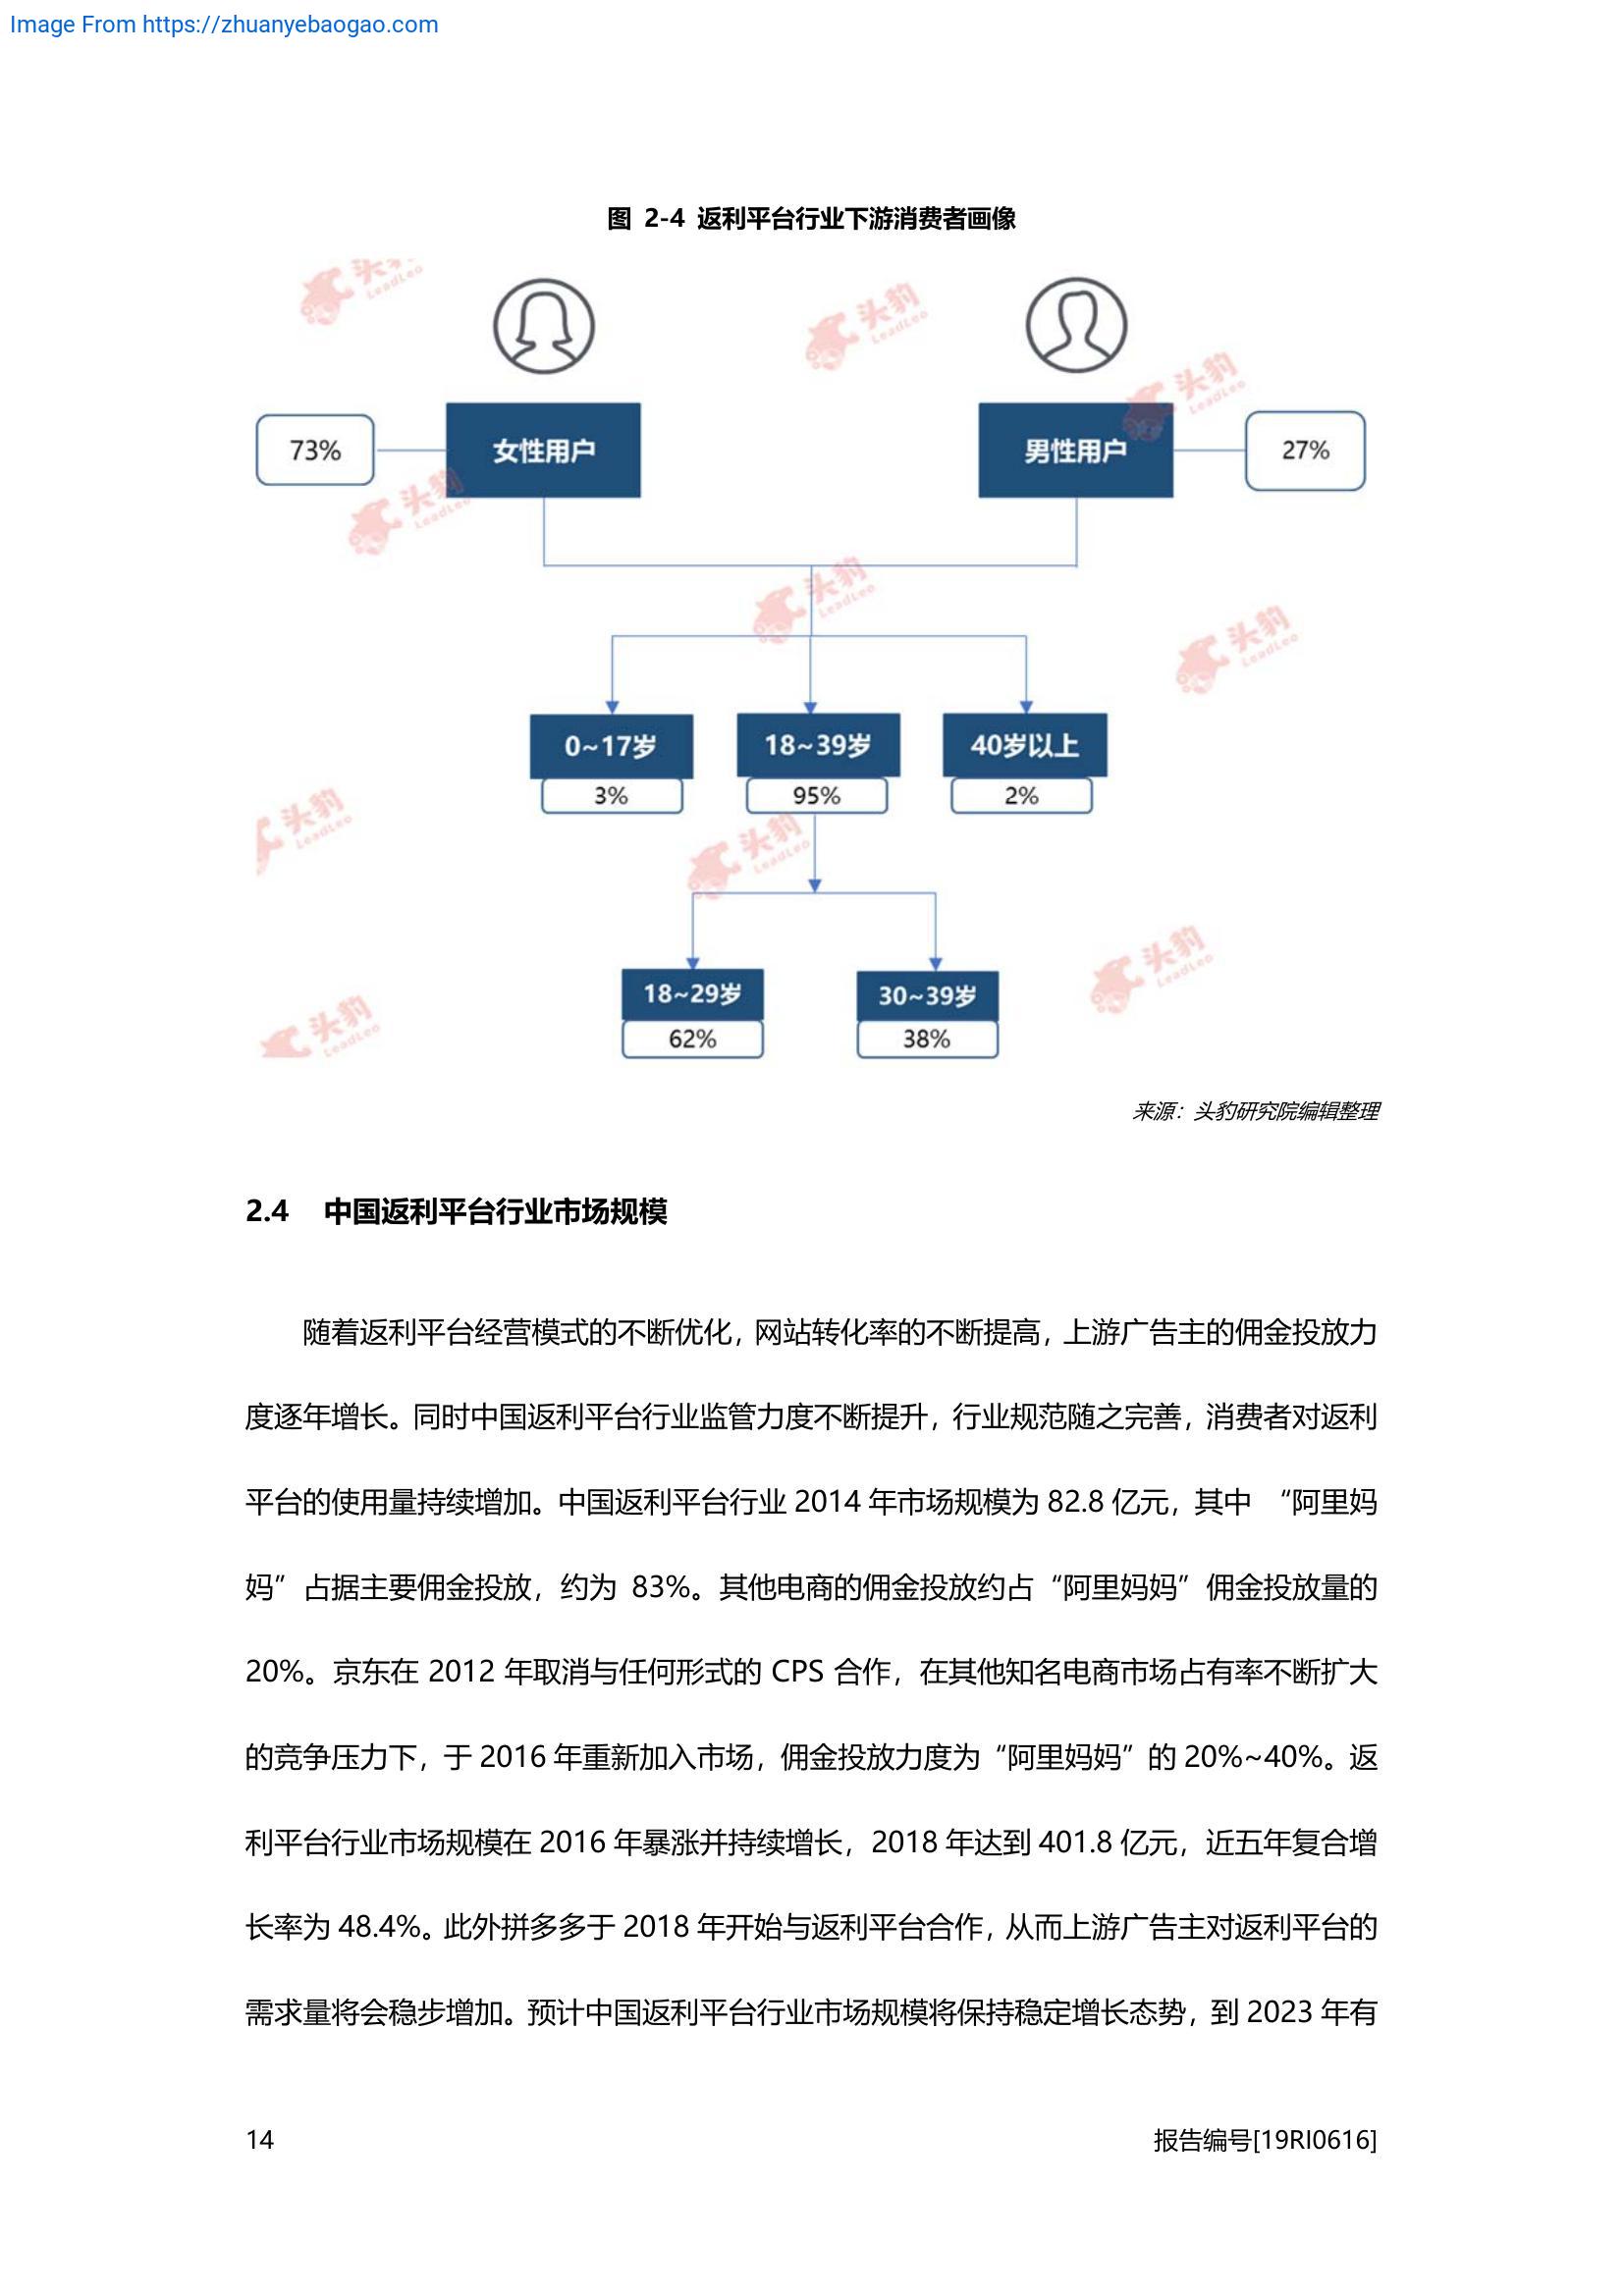 Image From https://zhuanyebaogao.com
图 2-4 返利平台行业下游消费者画像
73%
女性用户
男性用户
27%
0~17岁
18~39岁
40岁以上
3%
95%
2%
18~29岁
30~39岁
62%
38%
头豹
LeadLeo
来源：头豹研究院编辑整理
2.4 中国返利平台行业市场规模
随着返利平台经营模式的不断优化，网站转化率的不断提高，上游广告主的佣金投放力
度逐年增长。同时中国返利平台行业监管力度不断提升，行业规范随之完善，消费者对返利
平台的使用量持续增加。中国返利平台行业 2014 年市场规模为 82.8 亿元，其中 “阿里妈
妈”占据主要佣金投放，约为 83%。其他电商的佣金投放约占“阿里妈妈”佣金投放量的
20%。京东在 2012 年取消与任何形式的 CPS 合作，在其他知名电商市场占有率不断扩大
的竞争压力下，于 2016 年重新加入市场，佣金投放力度为“阿里妈妈”的 20%~40%。返
利平台行业市场规模在 2016 年暴涨并持续增长，2018 年达到 401.8 亿元，近五年复合增
长率为 48.4%。此外拼多多于 2018 年开始与返利平台合作，从而上游广告主对返利平台的
需求量将会稳步增加。预计中国返利平台行业市场规模将保持稳定增长态势，到 2023 年有
14
报告编号[19RI0616]